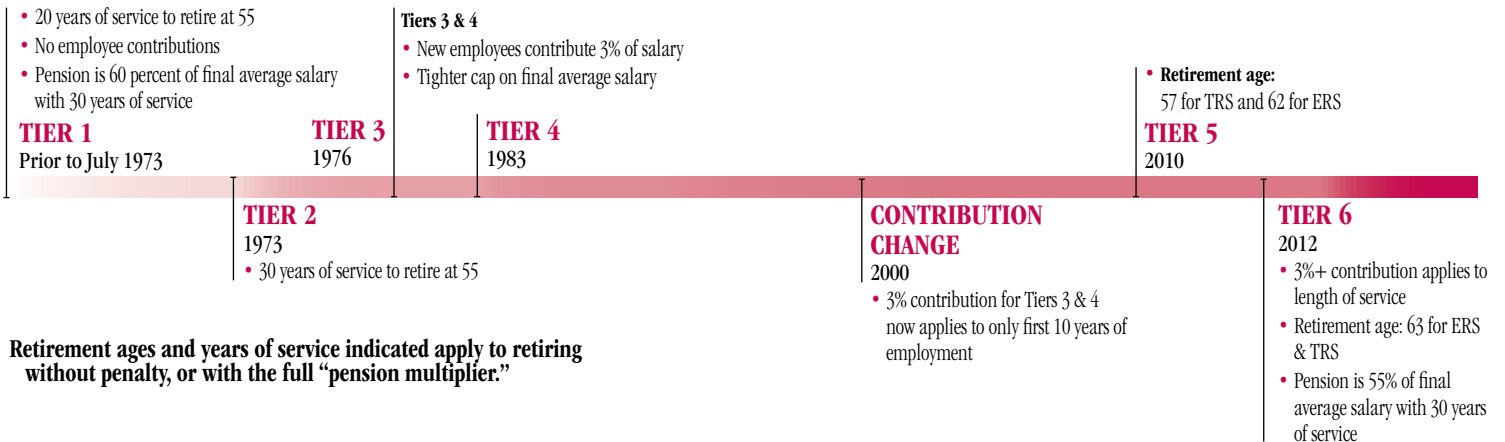 • 20 years of service to retire at 55
• No employee contributions
• Pension is 60 percent of final average salary
with 30 years of service
TIER 1
Prior to July 1973
TIER 2
1973
• 30 years of service to retire at 55
TIER 3
1976
Tiers 3 & 4
• New employees contribute 3% of salary
• Tighter cap on final average salary
TIER 4
1983
CONTRIBUTION
CHANGE
2000
• 3% contribution for Tiers 3 & 4
now applies to only first 10 years of
employment
• Retirement age:
57 for TRS and 62 for ERS
TIER 5
2010
TIER 6
2012
• 3%+ contribution applies to
length of service
• Retirement age: 63 for ERS
& TRS
• Pension is 55% of final
average salary with 30 years
of service
Retirement ages and years of service indicated apply to retiring
without penalty, or with the full “pension multiplier.”